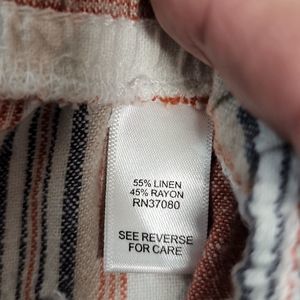 55% LINEN
45% RAYON
RN37080
SEE REVERSE
FOR CARE